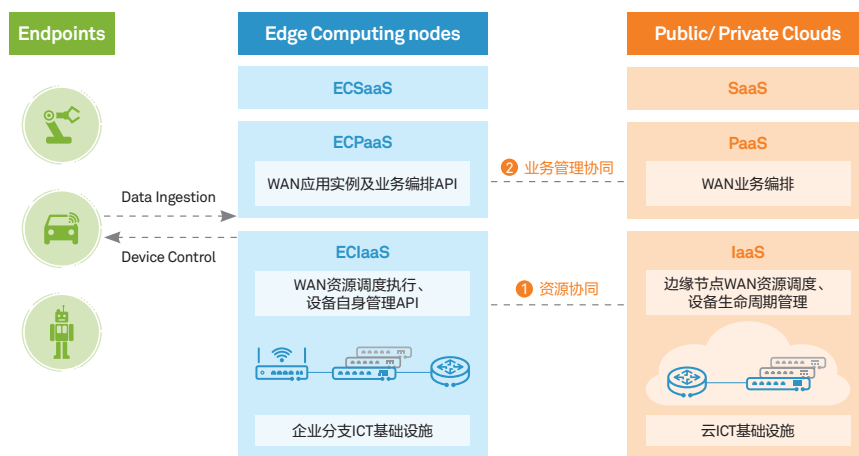 Endpoints
Edge Computing nodes
Public/ Private Clouds
ECSaaS
SaaS
ECPaaS
PaaS
WAN应用实例及业务编排API
2 业务管理协同
WAN业务编排
Data Ingestion
Device Control
ECIaaS
IaaS
WAN资源调度执行、
设备自身管理API
1 资源协同
边缘节点WAN资源调度、
设备生命周期管理
企业分支ICT基础设施
云ICT基础设施